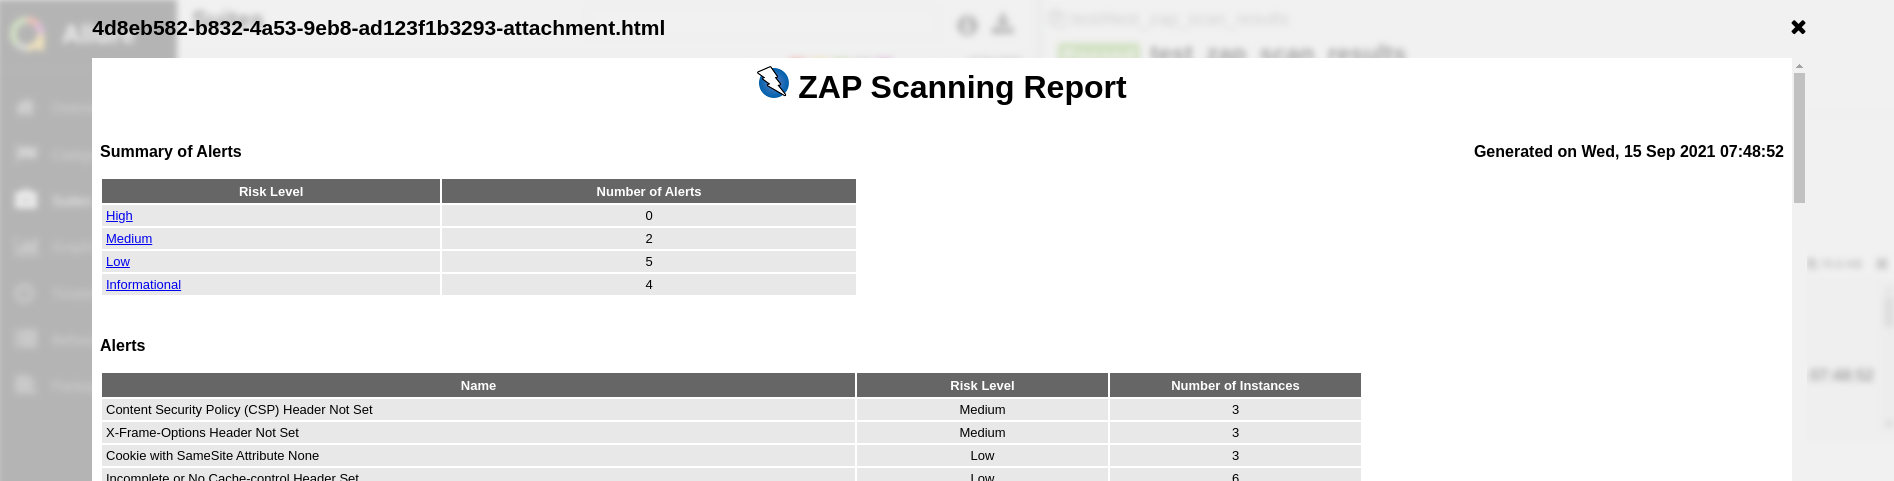 4d8eb582-b832-4a53-9eb8-ad123f1b3293-attachment.html
ZAP Scanning Report
Summary of Alerts
Generated on Wed, 15 Sep 2021 07:48:52
Risk Level Number of Alerts
High 0
Medium 2
Low 5
Informational 4
Alerts
Name Risk Level Number of Instances
Content Security Policy (CSP) Header Not Set Medium 3
X-Frame-Options Header Not Set Medium 3
Cookie with SameSite Attribute None Low 3
Incomplete or No Cache-control Header Set Low 6